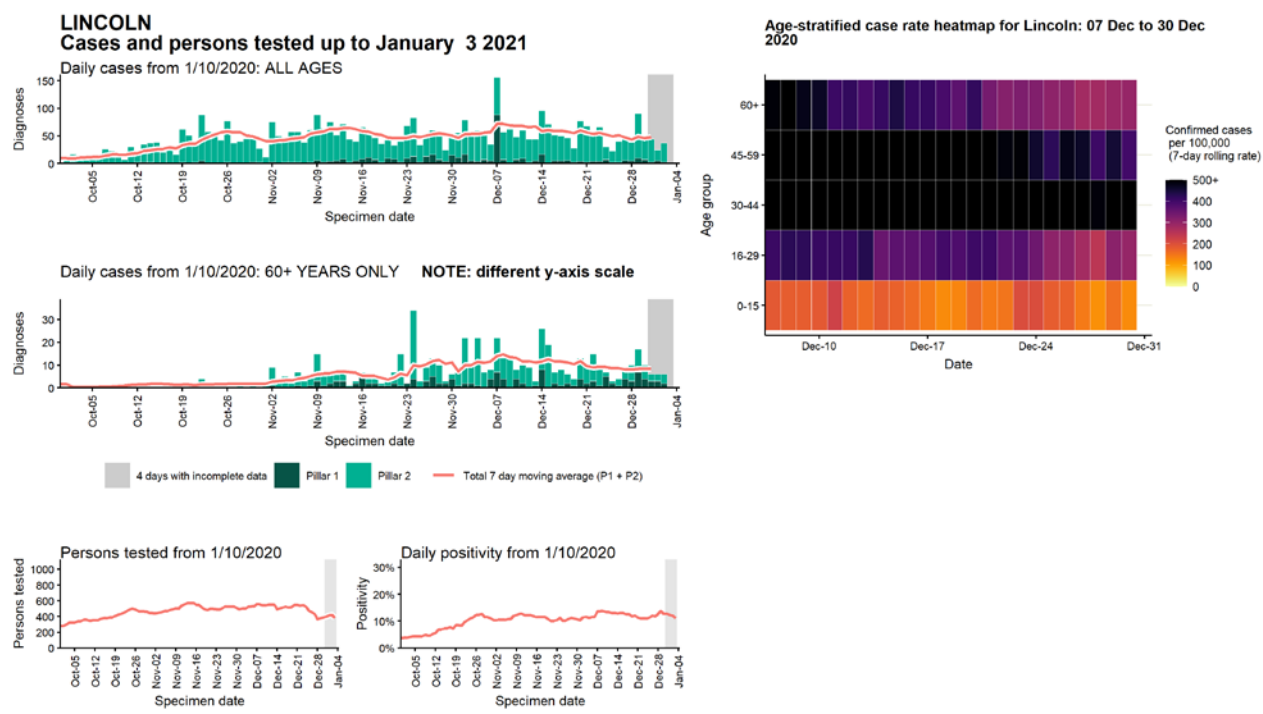 LINCOLN
Cases and persons tested up to January 3 2021
Daily cases from 1/10/2020: ALL AGES
Diagnoses
150
100
50
0
Oct-05
Oct-12
Oct-19
Oct-26
Nov-02
Nov-09
Nov-16
Nov-23
Nov-30
Dec-07
Dec-14
Dec-21
Dec-28
Jan-04
Specimen date
Daily cases from 1/10/2020: 60+ YEARS ONLY NOTE: different y-axis scale
Diagnoses
30
20
10
0
Oct-05
Oct-12
Oct-19
Oct-26
Nov-02
Nov-09
Nov-16
Nov-23
Nov-30
Dec-07
Dec-14
Dec-21
Dec-28
Jan-04
Specimen date
4 days with incomplete data
Pillar 1
Pillar 2
Total 7 day moving average (P1 + P2)
Persons tested from 1/10/2020
Persons tested
1000
800
600
400
200
0
Oct-05
Oct-12
Oct-19
Oct-26
Nov-02
Nov-09
Nov-16
Nov-23
Nov-30
Dec-07
Dec-14
Dec-21
Dec-28
Jan-04
Specimen date
Daily positivity from 1/10/2020
Positivity
30%
20%
10%
0%
Oct-05
Oct-12
Oct-19
Oct-26
Nov-02
Nov-09
Nov-16
Nov-23
Nov-30
Dec-07
Dec-14
Dec-21
Dec-28
Jan-04
Specimen date
Age-stratified case rate heatmap for Lincoln: 07 Dec to 30 Dec
2020
Age group
60+
45-59
30-44
16-29
0-15
Dec-10
Dec-17
Dec-24
Dec-31
Date
Confirmed cases
per 100,000
(7-day rolling rate)
500+
400
300
200
100
0